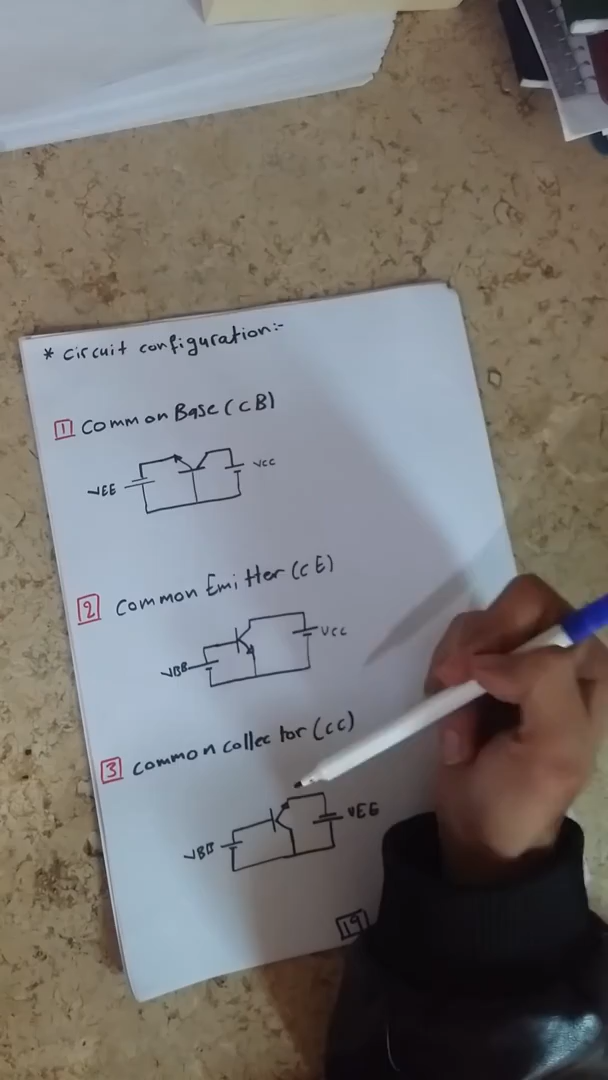 * Circuit configuration:-
1 Common Base (CB)
VEE
VCC
2 Common Emitter (CE)
VBB
VCC
3 Common collector (CC)
VBB
VEE
19